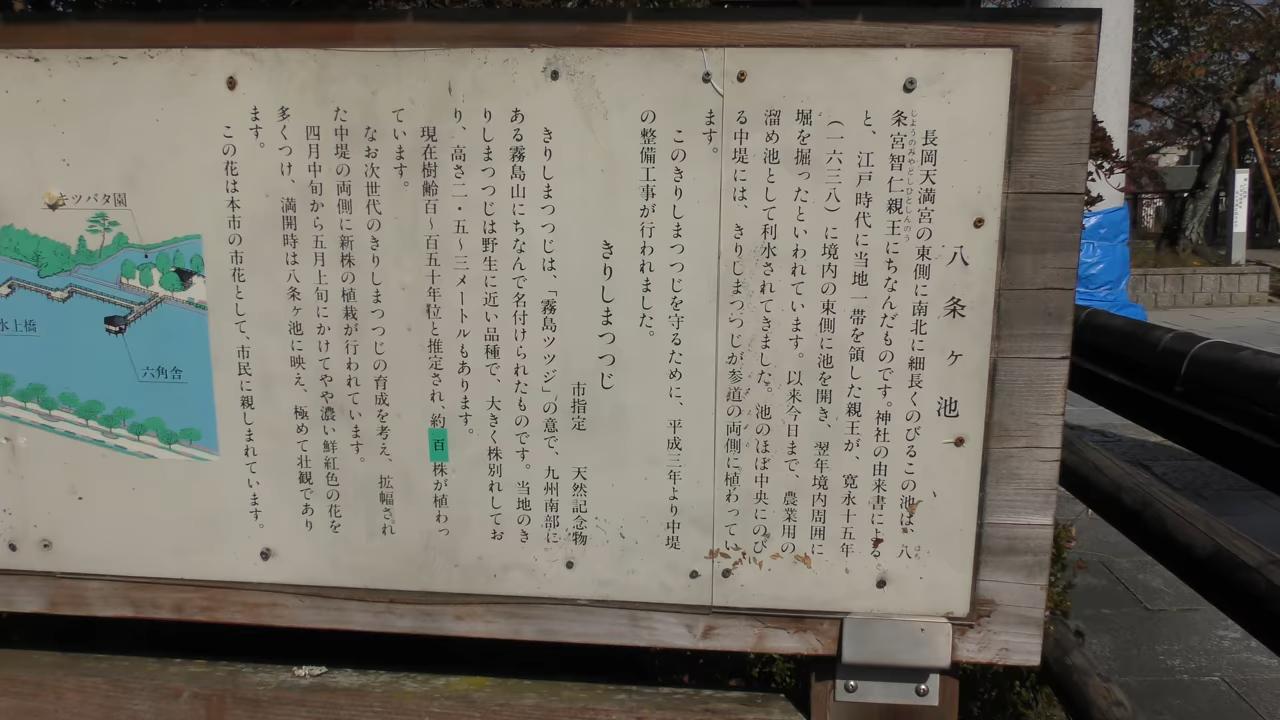 八条ヶ池
長岡天満宮の東側に南北に細長くのびるこの池は、八
条宮智仁親王にちなんだものです。神社の由来書による
と、江戸時代に当地一帯を領した親王が、寛永十五年
(一六三八)に境内の東側に池を開き、翌年境内周囲に
堀を掘ったといわれています。以来今日まで、農業用の
溜め池として利水されてきました。池のほぼ中央にのび
る中堤には、きりしまつつじが参道の両側に植わってい
ます。
このきりしまつつじを守るために、平成三年より中堤
の整備工事が行われました。
きりしまつつじ
市指定 天然記念物
きりしまつつじは、「霧島ツツジ」の意で、九州南部に
ある霧島山にちなんで名付けられたものです。当地のき
りしまつつじは野生に近い品種で、大きく株別れしてお
り、高さ二・五〜三メートルもあります。
現在樹齢百〜百五十年位と推定され、約百株が植わっ
ています。
なお次世代のきりしまつつじの育成を考え、拡幅され
た中堤の両側に新株の植栽が行われています。
四月中旬から五月上旬にかけてやや濃い鮮紅色の花を
多くつけ、満開時は八条ヶ池に映え、極めて壮観であり
ます。
この花は本市の市花として、市民に親しまれています。
キツバタ園
水上橋
六角舎